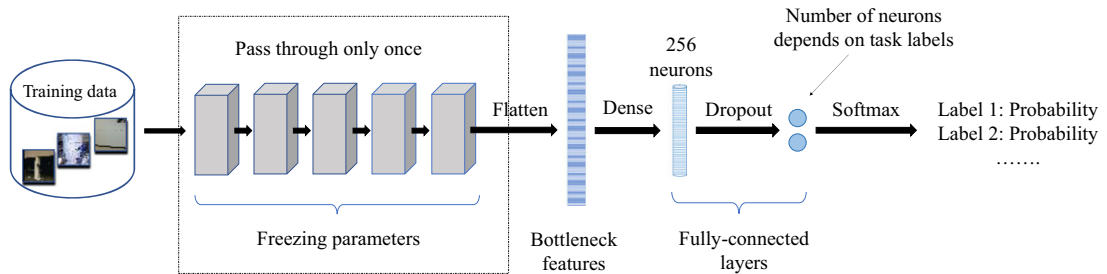 Training data
Pass through only once
Freezing parameters
Flatten
Bottleneck
features
Dense
256
neurons
Dropout
Fully-connected
layers
Number of neurons
depends on task labels
Softmax
Label 1: Probability
Label 2: Probability
…….